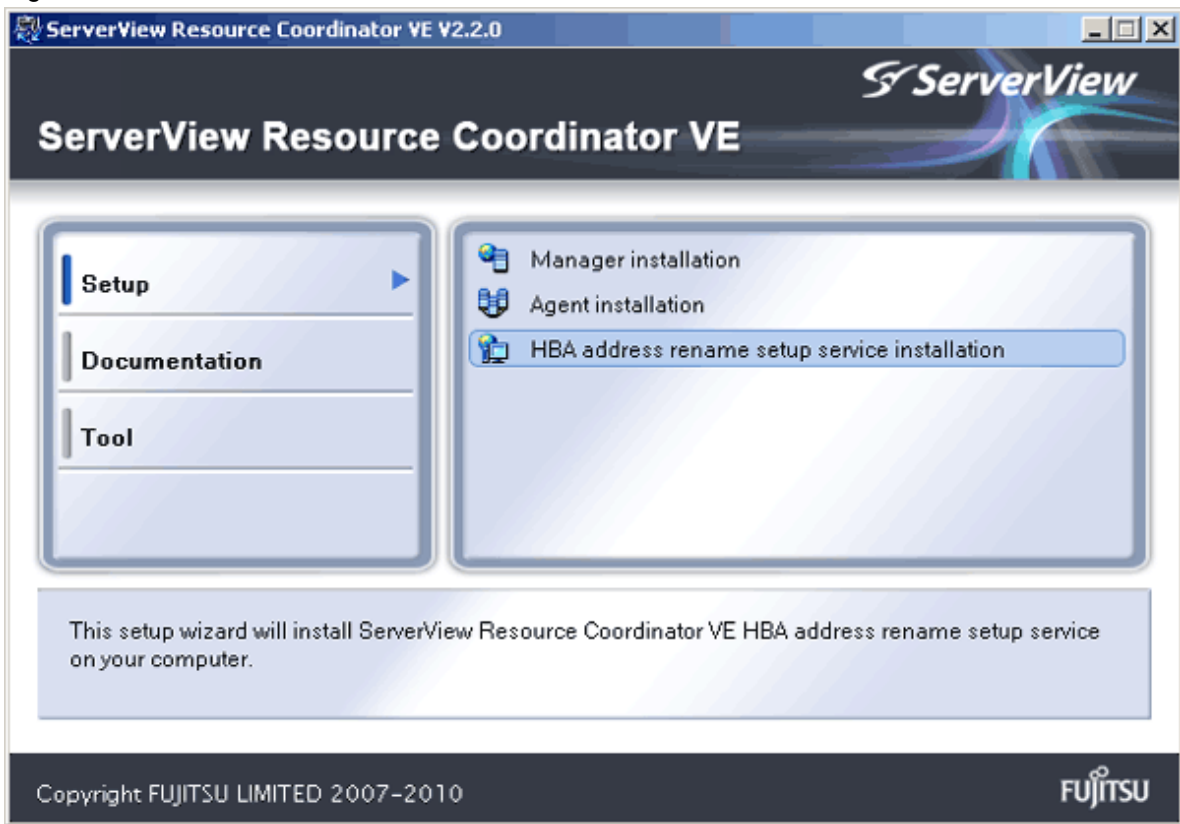 ServerView Resource Coordinator VE V2.2.0
ServerView
ServerView Resource Coordinator VE
Setup
Documentation
Tool
Manager installation
Agent installation
HBA address rename setup service installation
This setup wizard will install ServerView Resource Coordinator VE HBA address rename setup service
on your computer.
Copyright FUJITSU LIMITED 2007-2010
FUJITSU